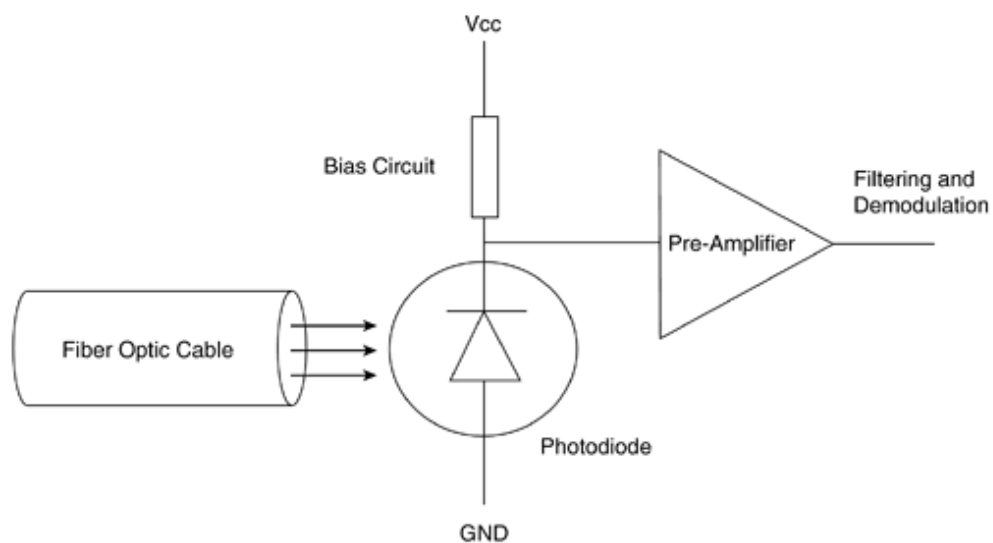 Vcc
Bias Circuit
Filtering and
Demodulation
Pre-Amplifier
Fiber Optic Cable
Photodiode
GND